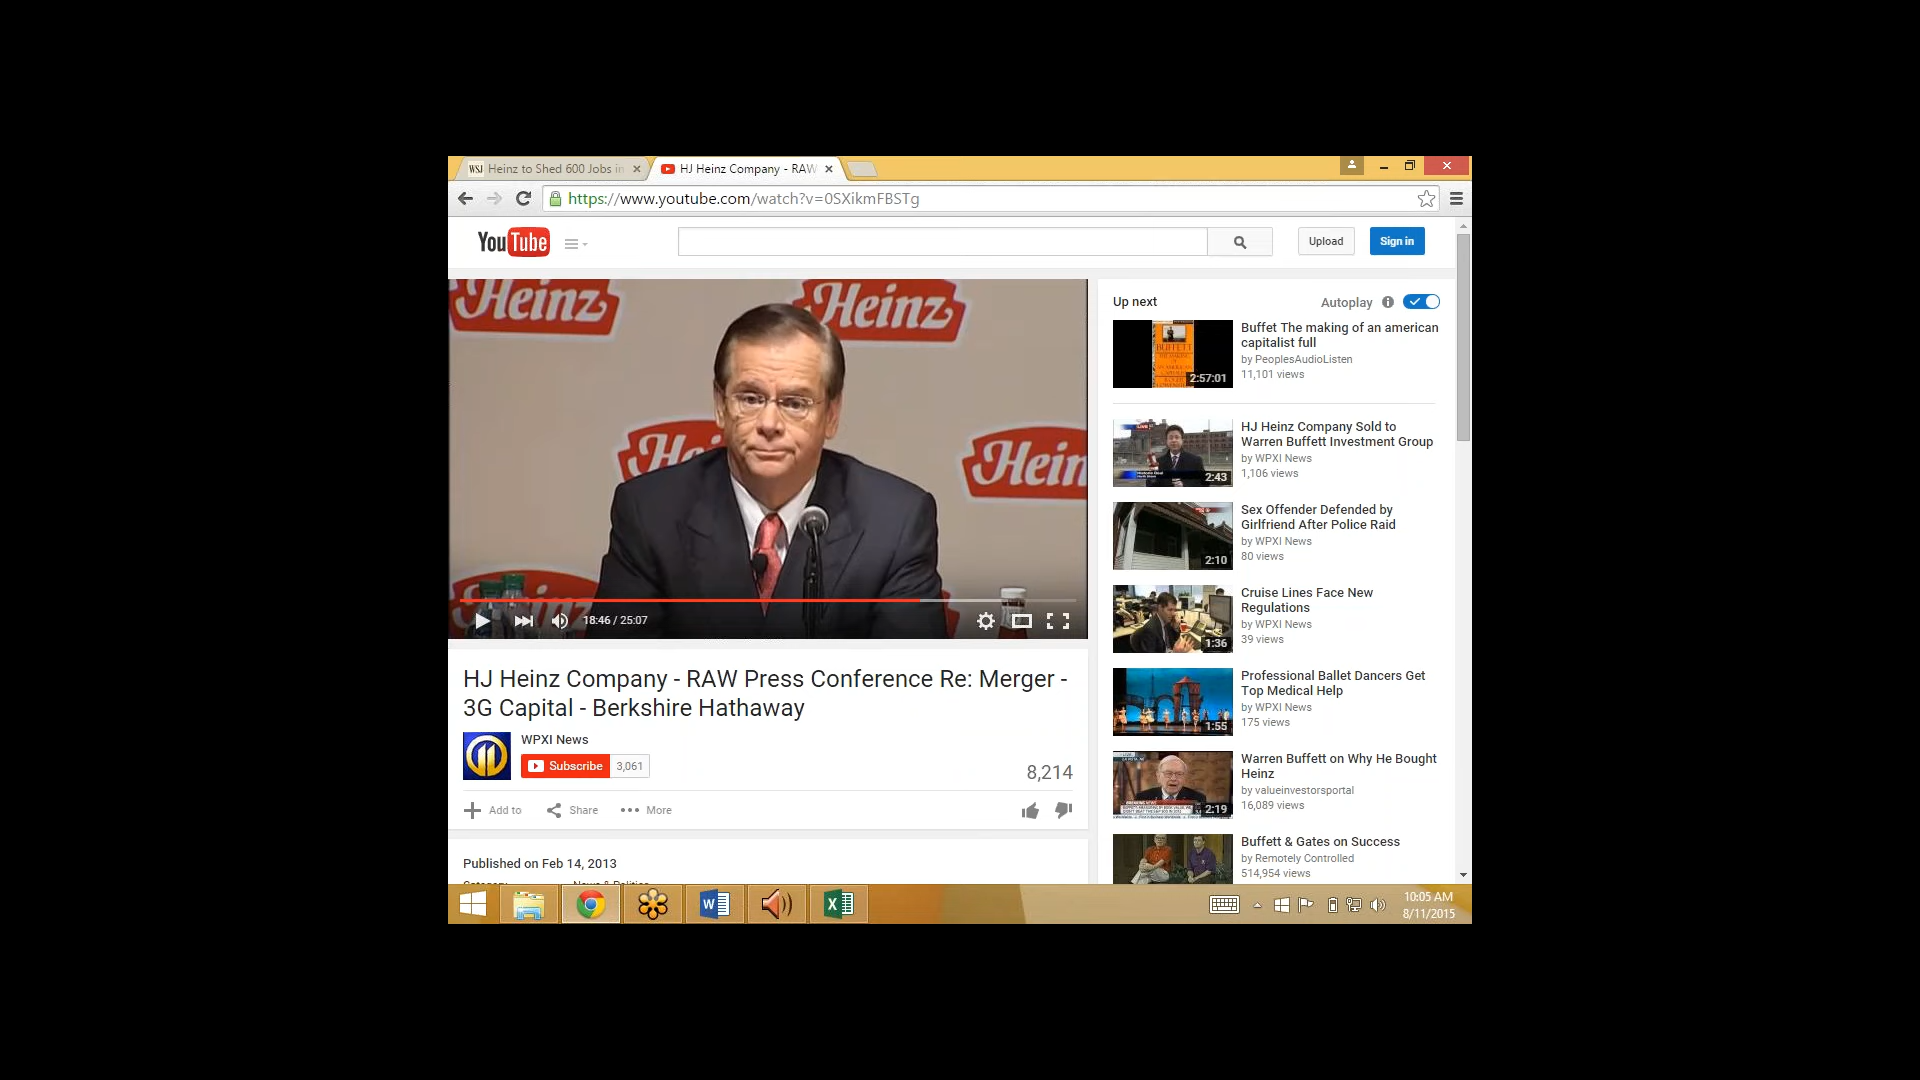 WSJ Heinz to Shed 600 Jobs in
HJ Heinz Company - RAW
https://www.youtube.com/watch?v=0SXikmFBSTg
YouTube
Upload
Sign in
Heinz
Heinz
Hein
18:46 / 25:07
HJ Heinz Company - RAW Press Conference Re: Merger -
3G Capital - Berkshire Hathaway
WPXI News
Subscribe 3,061
8,214
Add to Share More
Published on Feb 14, 2013
Up next
Autoplay
Buffet The making of an american
capitalist full
by PeoplesAudioListen
11,101 views
BUFFETT
2:57:01
HJ Heinz Company Sold to
Warren Buffett Investment Group
by WPXI News
1,106 views
2:43
Sex Offender Defended by
Girlfriend After Police Raid
by WPXI News
80 views
2:10
Cruise Lines Face New
Regulations
by WPXI News
39 views
1:36
Professional Ballet Dancers Get
Top Medical Help
by WPXI News
175 views
1:55
Warren Buffett on Why He Bought
Heinz
by valueinvestorsportal
16,089 views
2:19
Buffett & Gates on Success
by Remotely Controlled
514,954 views
10:05 AM
8/11/2015